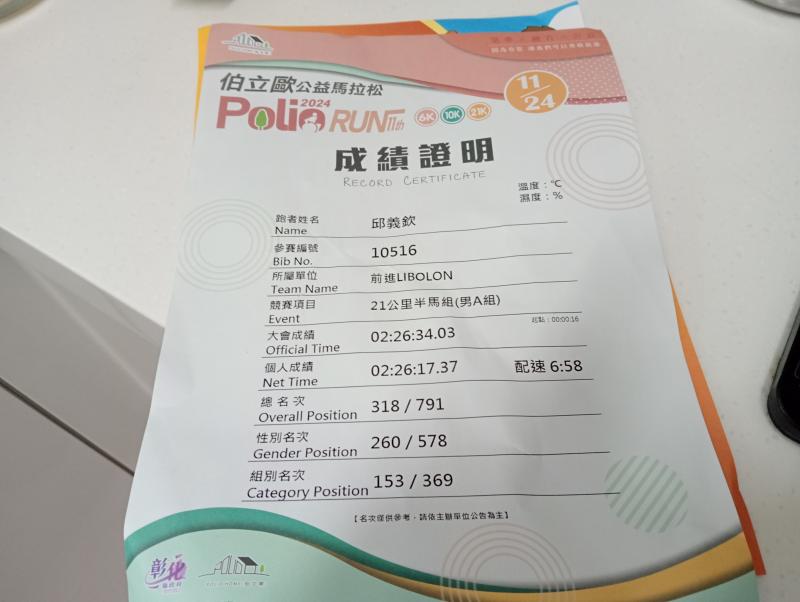 伯立歐公益馬拉松
2024
Polio RUN 11th
6K 10K 21K
11/24
成績證明
RECORD CERTIFICATE
溫度：℃
濕度：%
跑者姓名 邱義欽
Name
參賽編號 10516
Bib No.
所屬單位 前進LIBOLON
Team Name
競賽項目 21公里半馬組(男A組)
Event
起點：00:00:16
大會成績 02:26:34.03
Official Time
個人成績 02:26:17.37 配速 6:58
Net Time
總名次 318 / 791
Overall Position
性別名次 260 / 578
Gender Position
組別名次 153 / 369
Category Position
【名次僅供參考，請依主辦單位公告為主】
彰化